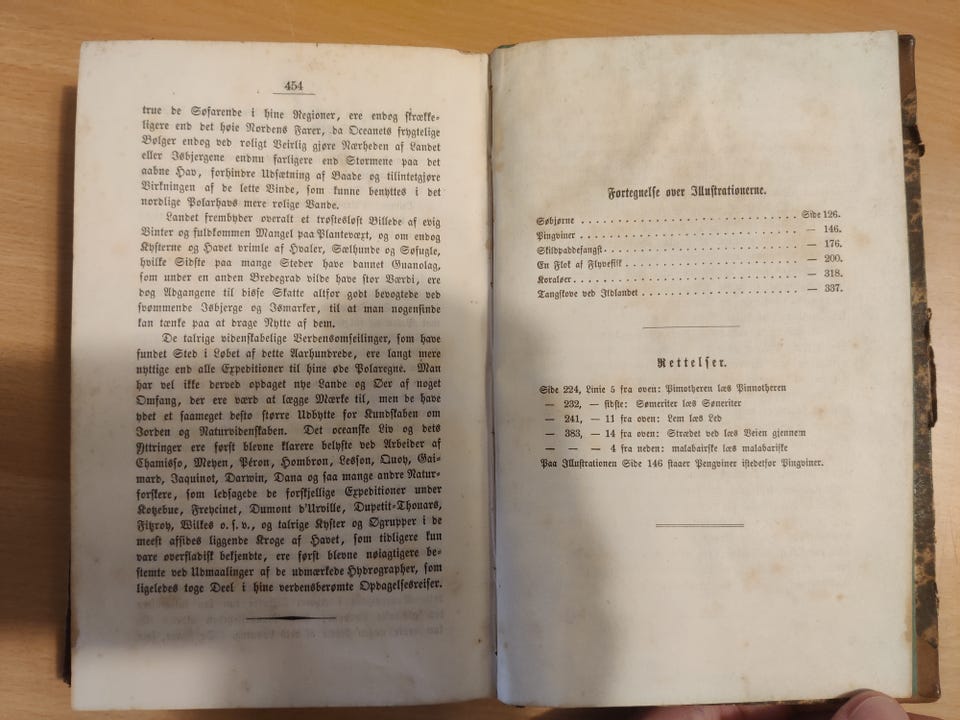 454
true de Søfarende i hine Regioner, ere endog skrække-
ligere end det høie Nordens Farer, da Oceanets frygtelige
Bølger endog ved roligt Veirlig gjøre Nærheden af Landet
eller Isbjergene endnu farligere end Stormene paa det
aabne Hav, forhindre Udsætning af Baade og tilintetgjøre
Virkningen af de lette Vinde, som kunne benyttes i det
nordlige Polarhavs mere rolige Vande.
Landet frembyder overalt et trøstesløst Billede af evig
Vinter og fuldkommen Mangel paa Plantevæxt, og om endog
Kysterne og Havet vrimle af Hvaler, Sælhunde og Søfugle,
hvilke Sidste paa mange Steder have dannet Guanolag,
som under en anden Bredegrad vilde have stor Værdi, ere
dog Adgangene til disse Skatte altfor godt bevogtede ved
svømmende Isbjerge og Ismarker, til at man nogensinde
kan tænke paa at drage Nytte af dem.
De talrige videnskabelige Verdensomseilinger, som have
fundet Sted i Løbet af dette Aarhundrede, ere langt mere
nyttige end alle Expeditioner til hine øde Polaregne. Man
har vel ikke derved opdaget nye Lande og Øer af noget
Omfang, der ere værd at lægge Mærke til, men de have
ydet et saameget desto større Udbytte for Kundskaben om
Jorden og Naturvidenskaben. Det oceanske Liv og dets
Yttringer ere først blevne klarere belyste ved Arbeider af
Chamisso, Meyen, Péron, Hombron, Lesson, Quoy, Gai-
mard, Jaquinot, Darwin, Dana og saa mange andre Natur-
forskere, som ledsagede de forskjellige Expeditioner under
Kotzebue, Freycinet, Dumont d'Urville, Dupetit-Thouars,
Fitzroy, Wilkes o. s. v., og talrige Kyster og Øgrupper i de
meest afsides liggende Kroge af Havet, som tidligere kun
vare overfladisk bekjendte, ere først blevne nøiagtigere be-
stemte ved Udmaalinger af de udmærkede Hydrographer, som
ligeledes toge Deel i hine verdensberømte Opdagelsesreiser.
Fortegnelse over Illustrationerne.
Søbjørne . . . . . . . . . . . . . . . . . . . . Side 126.
Pingviner . . . . . . . . . . . . . . . . . . . . — 146.
Skildpaddefangst. . . . . . . . . . . . . . . . . — 176.
En Flok af Flyvefisk . . . . . . . . . . . . . . — 200.
Koraløer. . . . . . . . . . . . . . . . . . . . . — 318.
Tangskove ved Ildlandet . . . . . . . . . . . . . — 337.
Rettelser.
Side 224, Linie 5 fra oven: Pimotheren læs Pinnotheren
— 232, — sidste: Sømeriter læs Søneriter
— 241, — 11 fra oven: Lem læs Led
— 383, — 14 fra oven: Strædet ved læs Veien gjennem
— — — 4 fra neden: malabairske læs malabariske
Paa Illustrationen Side 146 staaer Pengviner istedetfor Pingviner.